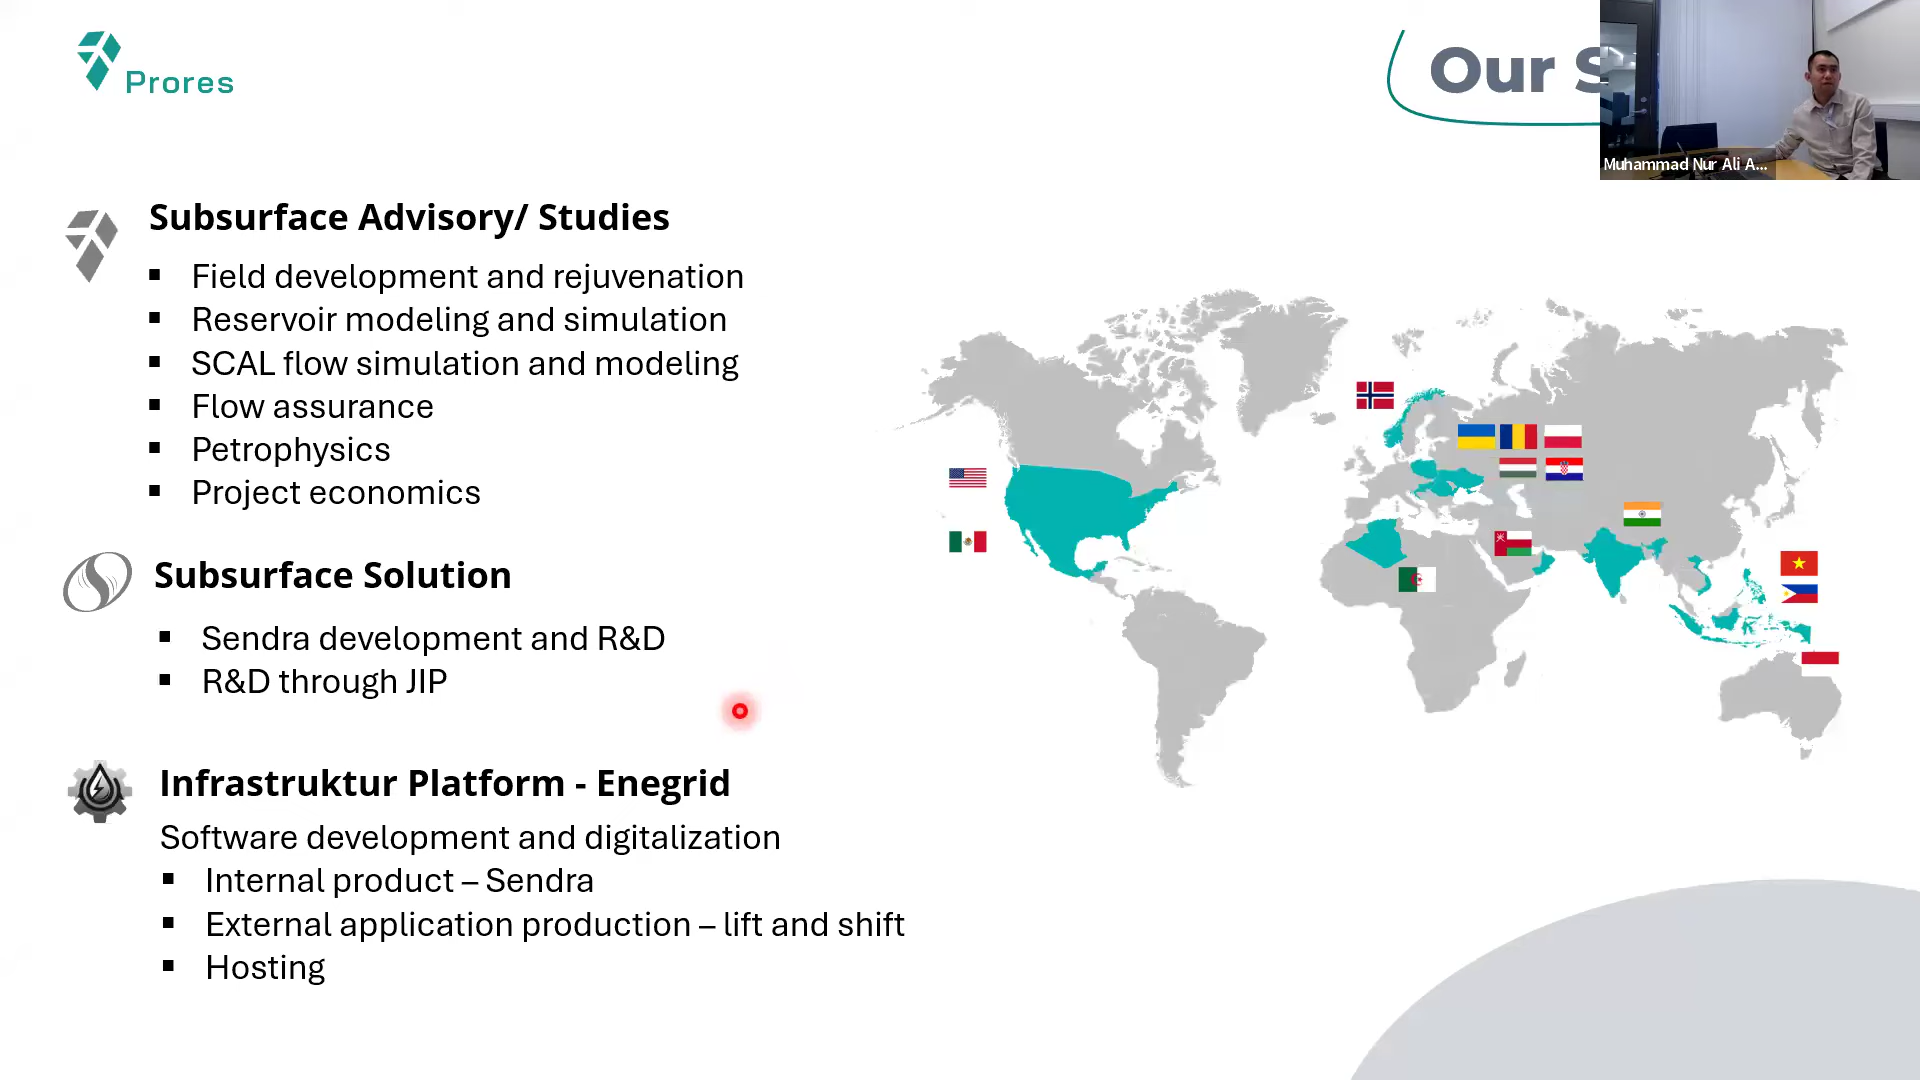 Prores
Our S
Muhammad Nur Ali A...
Subsurface Advisory/ Studies
▪ Field development and rejuvenation
▪ Reservoir modeling and simulation
▪ SCAL flow simulation and modeling
▪ Flow assurance
▪ Petrophysics
▪ Project economics
Subsurface Solution
▪ Sendra development and R&D
▪ R&D through JIP
Infrastruktur Platform - Enegrid
Software development and digitalization
▪ Internal product – Sendra
▪ External application production – lift and shift
▪ Hosting